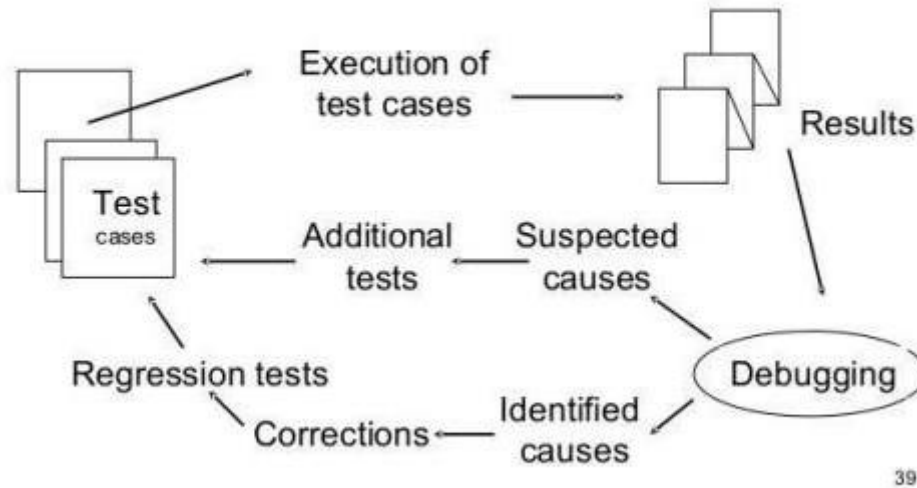 Execution of
test cases
Results
Test
cases
Additional
tests
Suspected
causes
Debugging
Regression tests
Corrections
Identified
causes
39